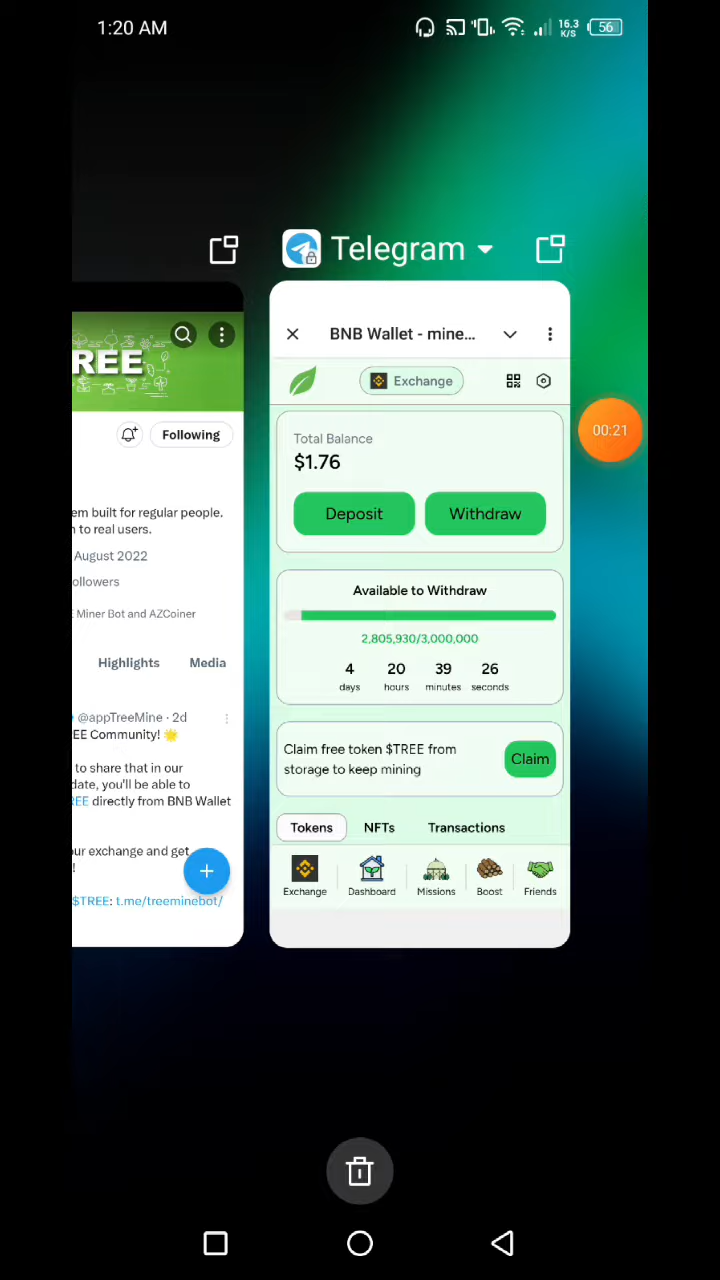 1:20 AM
16.3
K/S
56
Telegram
REE
Following
em built for regular people.
n to real users.
August 2022
ollowers
Miner Bot and AZCoiner
Highlights Media
@appTreeMine · 2d
EE Community! 🌟
to share that in our
date, you'll be able to
EE directly from BNB Wallet
our exchange and get
!
$TREE: t.me/treeminebot/
BNB Wallet - mine...
Exchange
Total Balance
$1.76
Deposit Withdraw
Available to Withdraw
2,805,930/3,000,000
4 20 39 26
days hours minutes seconds
Claim free token $TREE from
storage to keep mining
Claim
Tokens NFTs Transactions
Exchange Dashboard Missions Boost Friends
00:21